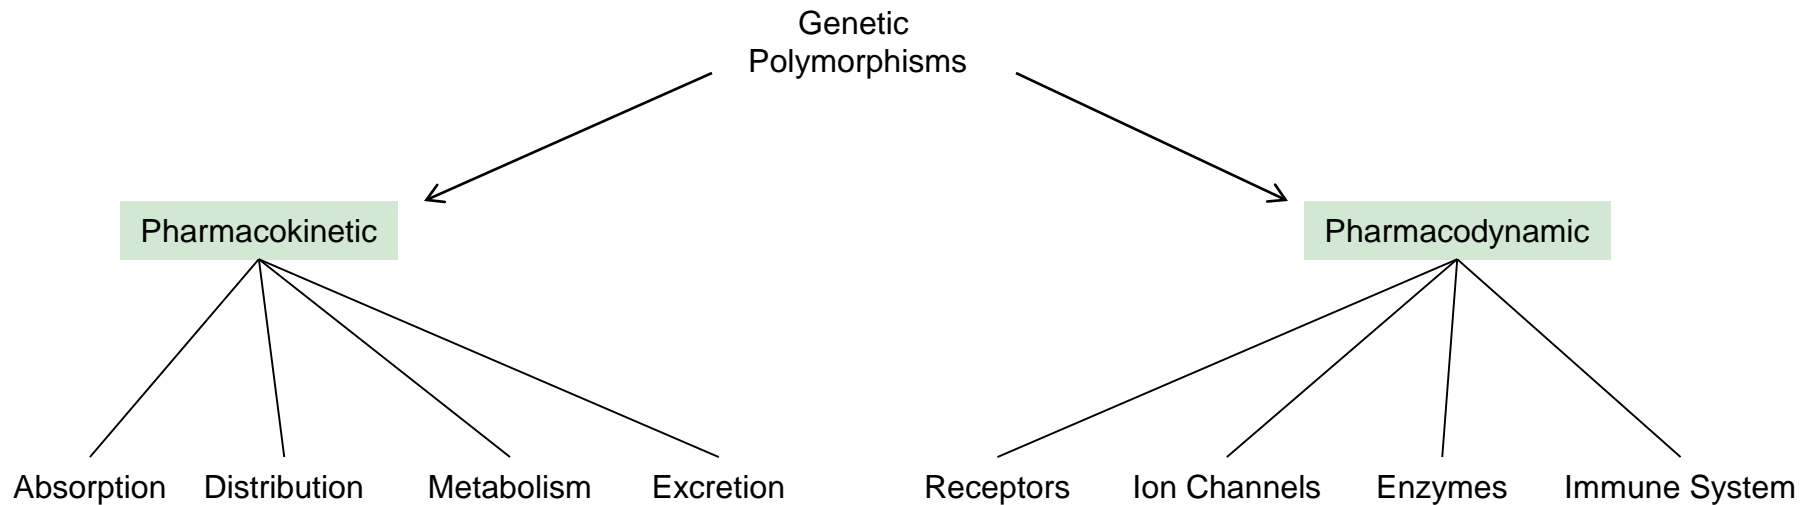 Genetic
Polymorphisms
Pharmacokinetic
Pharmacodynamic
Absorption
Distribution
Metabolism
Excretion
Receptors
Ion Channels
Enzymes
Immune System